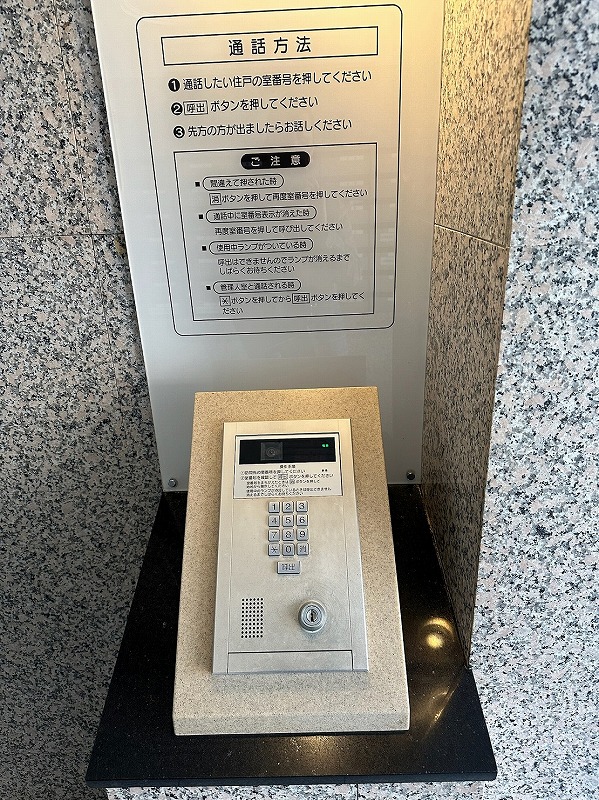 通話方法
❶通話したい住戸の室番号を押してください
❷呼出 ボタンを押してください
❸先方の方が出ましたらお話しください
ご注意
■ 間違えて押された時
消ボタンを押して再度室番号を押してください
■ 通話中に室番号表示が消えた時
再度室番号を押して呼び出してください
■ 使用中ランプがついている時
呼出はできませんのでランプが消えるまで
しばらくお待ちください
■ 管理人室と通話される時
＊ボタンを押してから 呼出 ボタンを押してく
ださい
1 2 3
4 5 6
7 8 9
＊ 0 消
呼出